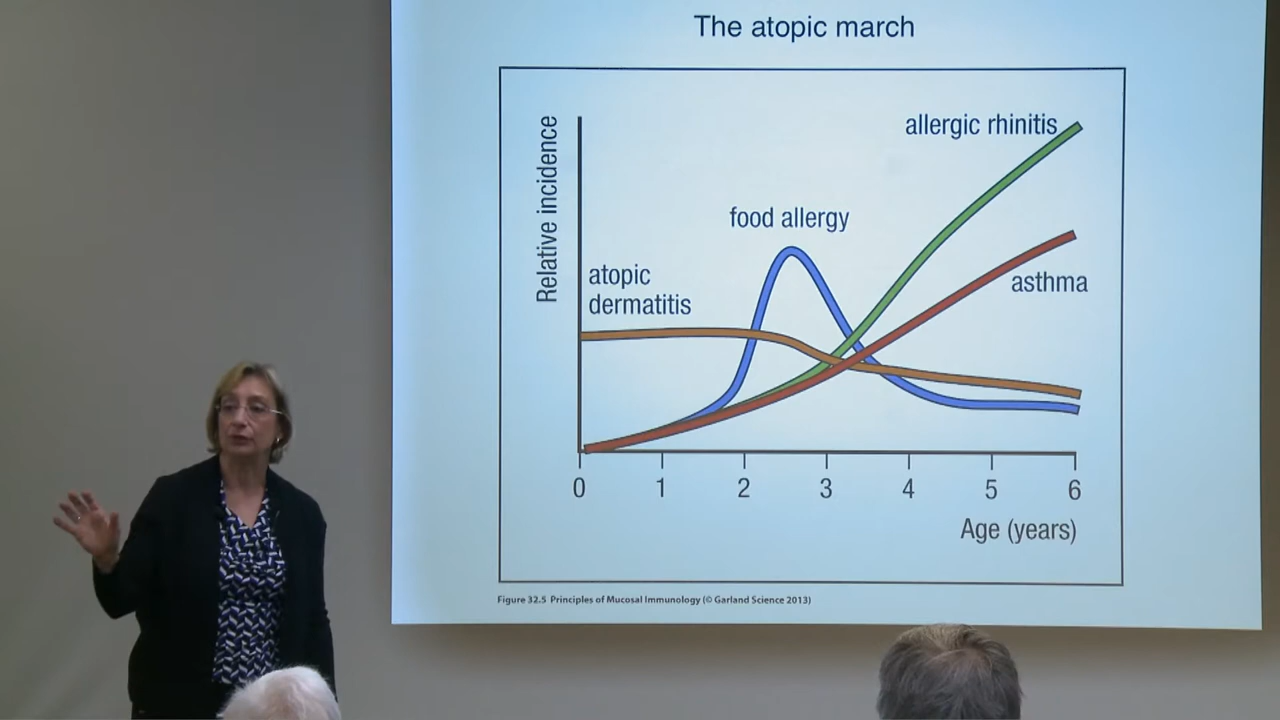 The atopic march
Relative incidence
allergic rhinitis
food allergy
atopic
dermatitis
asthma
0 1 2 3 4 5 6
Age (years)
Figure 32.5 Principles of Mucosal Immunology (© Garland Science 2013)